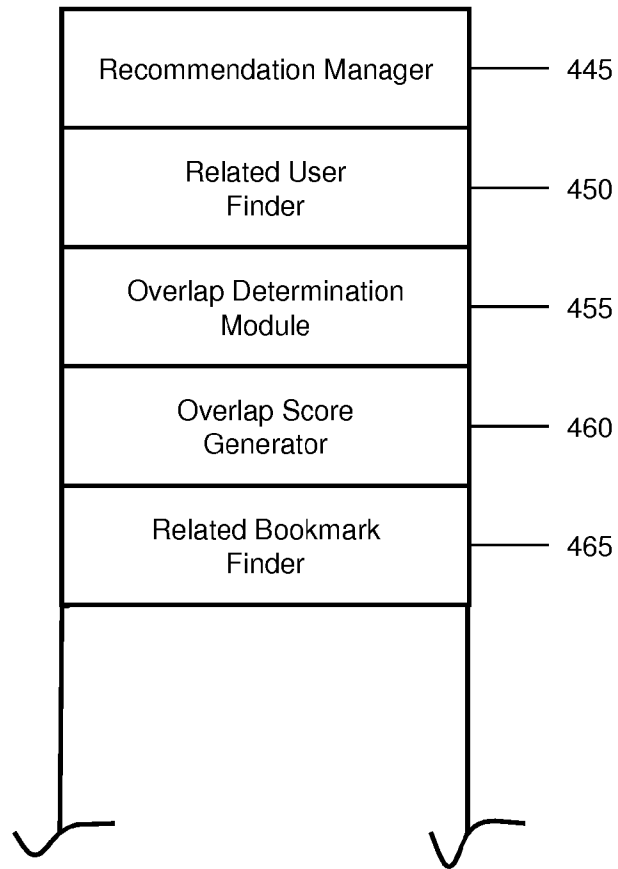 Recommendation Manager 445
Related User
Finder
450
Overlap Determination
Module
455
Overlap Score
Generator
460
Related Bookmark
Finder
465